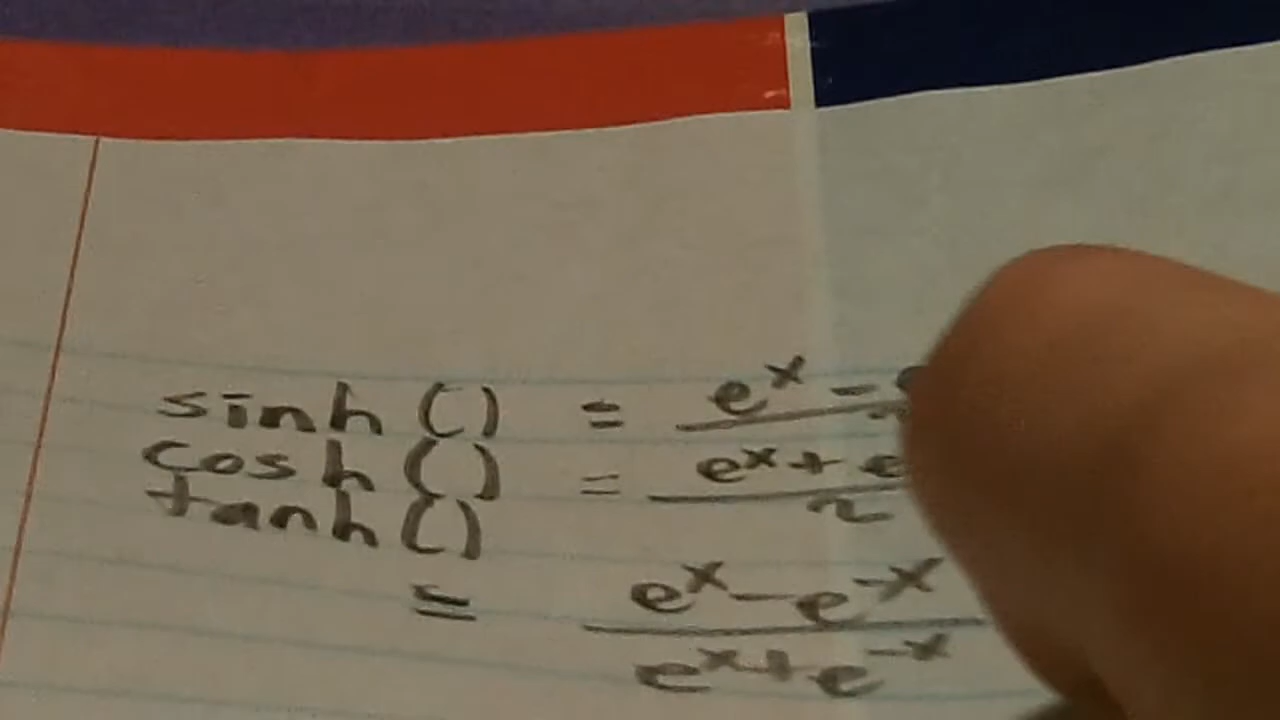 sinh () = e^x -
cosh () = e^x + e / 2
tanh ()
= e^x - e^-x / e^x + e^-x